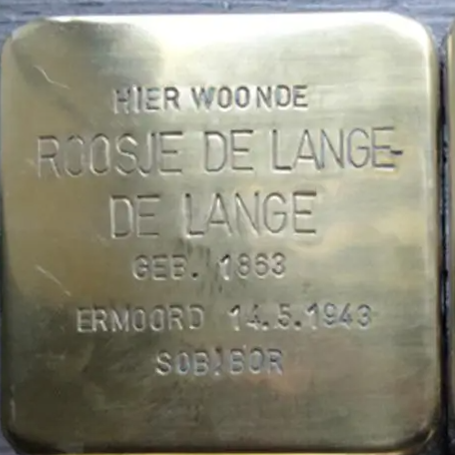 HIER WOONDE
ROOSJE DE LANGE-
DE LANGE
GEB. 1863
ERMOORD 14.5.1943
SOBIBOR